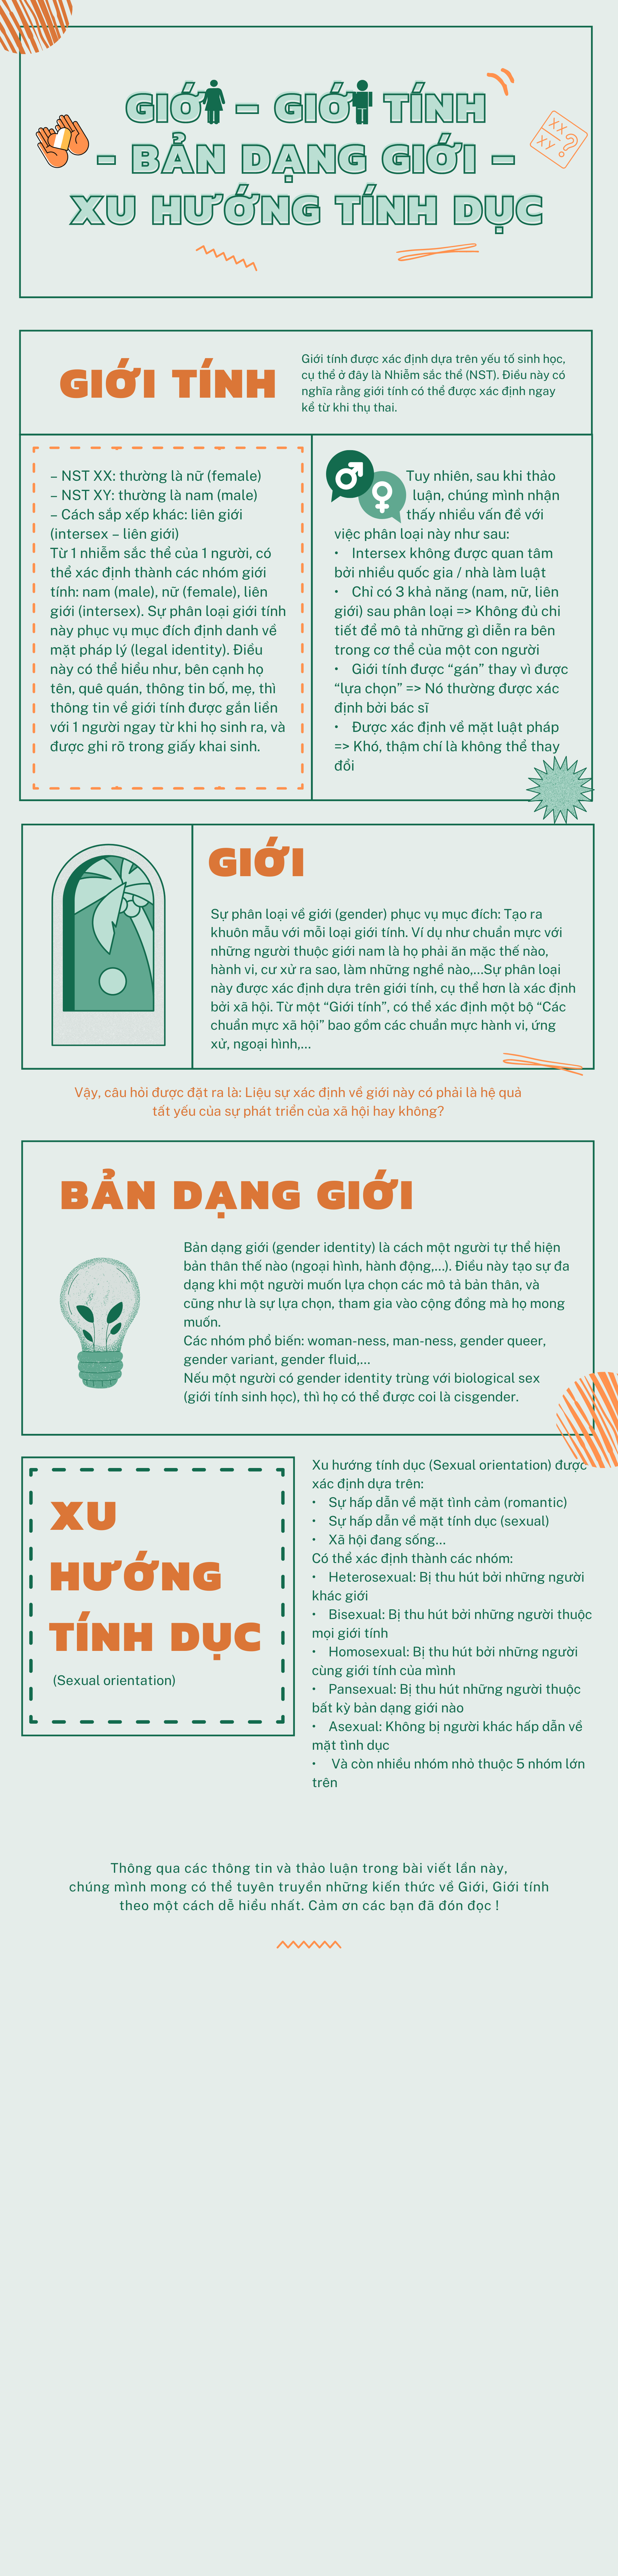 GIỚI – GIỚI TÍNH
– BẢN DẠNG GIỚI –
XU HƯỚNG TÍNH DỤC
XX
XY ?
GIỚI TÍNH
Giới tính được xác định dựa trên yếu tố sinh học,
cụ thể ở đây là Nhiễm sắc thể (NST). Điều này có
nghĩa rằng giới tính có thể được xác định ngay
kể từ khi thụ thai.
– NST XX: thường là nữ (female)
– NST XY: thường là nam (male)
– Cách sắp xếp khác: liên giới
(intersex – liên giới)
Từ 1 nhiễm sắc thể của 1 người, có
thể xác định thành các nhóm giới
tính: nam (male), nữ (female), liên
giới (intersex). Sự phân loại giới tính
này phục vụ mục đích định danh về
mặt pháp lý (legal identity). Điều
này có thể hiểu như, bên cạnh họ
tên, quê quán, thông tin bố, mẹ, thì
thông tin về giới tính được gắn liền
với 1 người ngay từ khi họ sinh ra, và
được ghi rõ trong giấy khai sinh.
Tuy nhiên, sau khi thảo
luận, chúng mình nhận
thấy nhiều vấn đề với
việc phân loại này như sau:
• Intersex không được quan tâm
bởi nhiều quốc gia / nhà làm luật
• Chỉ có 3 khả năng (nam, nữ, liên
giới) sau phân loại => Không đủ chi
tiết để mô tả những gì diễn ra bên
trong cơ thể của một con người
• Giới tính được “gán” thay vì được
“lựa chọn” => Nó thường được xác
định bởi bác sĩ
• Được xác định về mặt luật pháp
=> Khó, thậm chí là không thể thay
đổi
GIỚI
Sự phân loại về giới (gender) phục vụ mục đích: Tạo ra
khuôn mẫu với mỗi loại giới tính. Ví dụ như chuẩn mực với
những người thuộc giới nam là họ phải ăn mặc thế nào,
hành vi, cư xử ra sao, làm những nghề nào,...Sự phân loại
này được xác định dựa trên giới tính, cụ thể hơn là xác định
bởi xã hội. Từ một “Giới tính”, có thể xác định một bộ “Các
chuẩn mực xã hội” bao gồm các chuẩn mực hành vi, ứng
xử, ngoại hình,...
Vậy, câu hỏi được đặt ra là: Liệu sự xác định về giới này có phải là hệ quả
tất yếu của sự phát triển của xã hội hay không?
BẢN DẠNG GIỚI
Bản dạng giới (gender identity) là cách một người tự thể hiện
bản thân thế nào (ngoại hình, hành động,...). Điều này tạo sự đa
dạng khi một người muốn lựa chọn các mô tả bản thân, và
cũng như là sự lựa chọn, tham gia vào cộng đồng mà họ mong
muốn.
Các nhóm phổ biến: woman-ness, man-ness, gender queer,
gender variant, gender fluid,...
Nếu một người có gender identity trùng với biological sex
(giới tính sinh học), thì họ có thể được coi là cisgender.
XU
HƯỚNG
TÍNH DỤC
(Sexual orientation)
Xu hướng tính dục (Sexual orientation) được
xác định dựa trên:
• Sự hấp dẫn về mặt tình cảm (romantic)
• Sự hấp dẫn về mặt tính dục (sexual)
• Xã hội đang sống...
Có thể xác định thành các nhóm:
• Heterosexual: Bị thu hút bởi những người
khác giới
• Bisexual: Bị thu hút bởi những người thuộc
mọi giới tính
• Homosexual: Bị thu hút bởi những người
cùng giới tính của mình
• Pansexual: Bị thu hút những người thuộc
bất kỳ bản dạng giới nào
• Asexual: Không bị người khác hấp dẫn về
mặt tình dục
• Và còn nhiều nhóm nhỏ thuộc 5 nhóm lớn
trên
Thông qua các thông tin và thảo luận trong bài viết lần này,
chúng mình mong có thể tuyên truyền những kiến thức về Giới, Giới tính
theo một cách dễ hiểu nhất. Cảm ơn các bạn đã đón đọc !